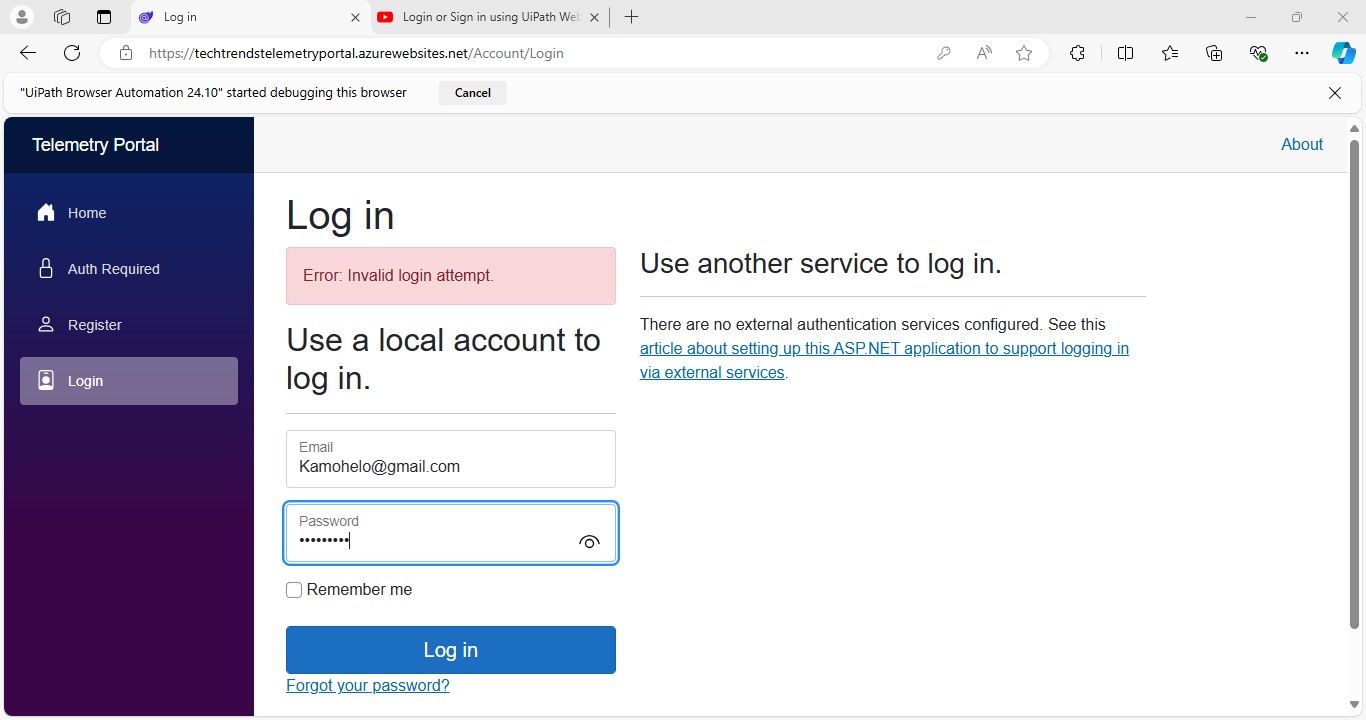 Log in
Login or Sign in using UiPath We
https://techtrendstelemetryportal.azurewebsites.net/Account/Login
"UiPath Browser Automation 24.10" started debugging this browser
Cancel
Telemetry Portal
About
Home
Auth Required
Register
Login
Log in
Error: Invalid login attempt.
Use a local account to
log in.
Email
Kamohelo@gmail.com
Password
•••••••••
Remember me
Log in
Forgot your password?
Use another service to log in.
There are no external authentication services configured. See this
article about setting up this ASP.NET application to support logging in
via external services.